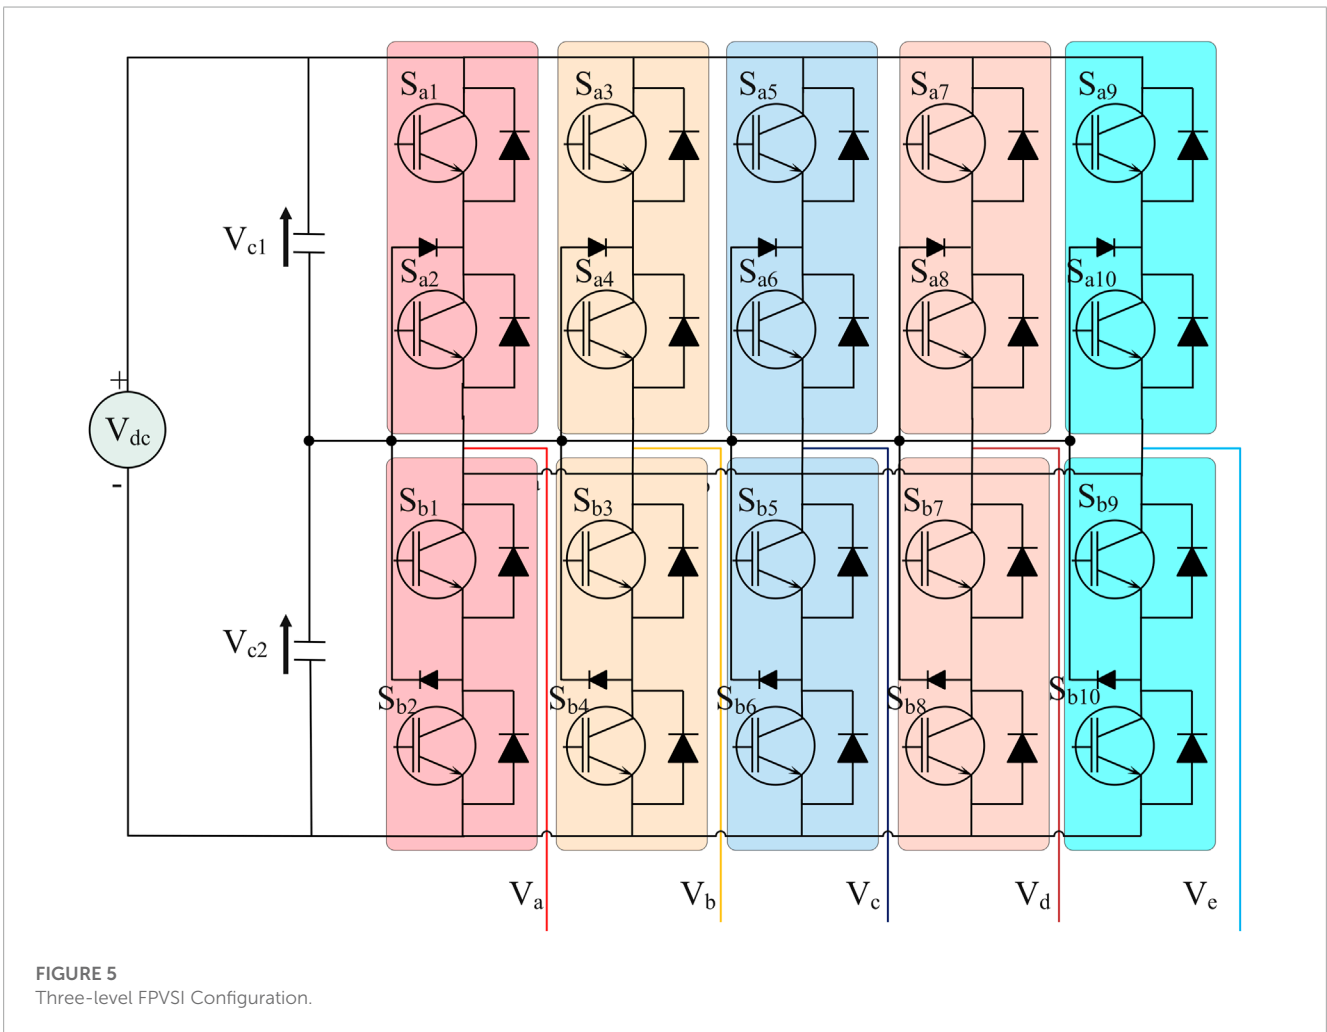 Sa1 Sa3 Sa5 Sa7 Sa9
Vc1
Sa2 Sa4 Sa6 Sa8 Sa10
+
Vdc
-
Sb1 Sb3 Sb5 Sb7 Sb9
Vc2
Sb2 Sb4 Sb6 Sb8 Sb10
Va Vb Vc Vd Ve
FIGURE 5
Three-level FPVSI Configuration.